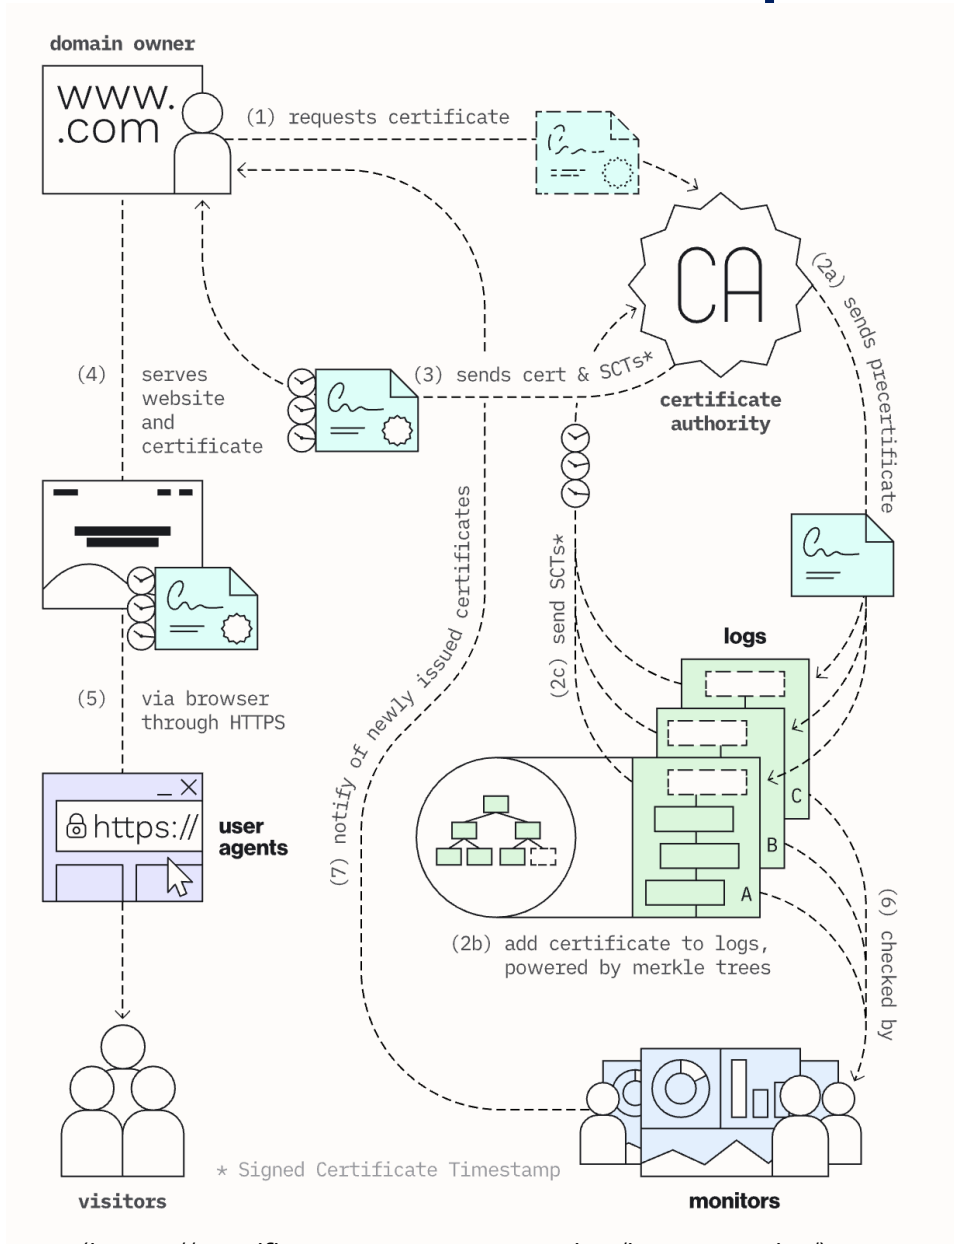 domain owner
www.
.com
(1) requests certificate
CA
(2a) sends precertificate
(3) sends cert & SCTs*
certificate
authority
(4) serves
website
and
certificate
(7) notify of newly issued certificates
(2c) send SCTs*
logs
(5) via browser
through HTTPS
https://
user
agents
C
B
A
(2b) add certificate to logs,
powered by merkle trees
(6) checked by
* Signed Certificate Timestamp
visitors
monitors